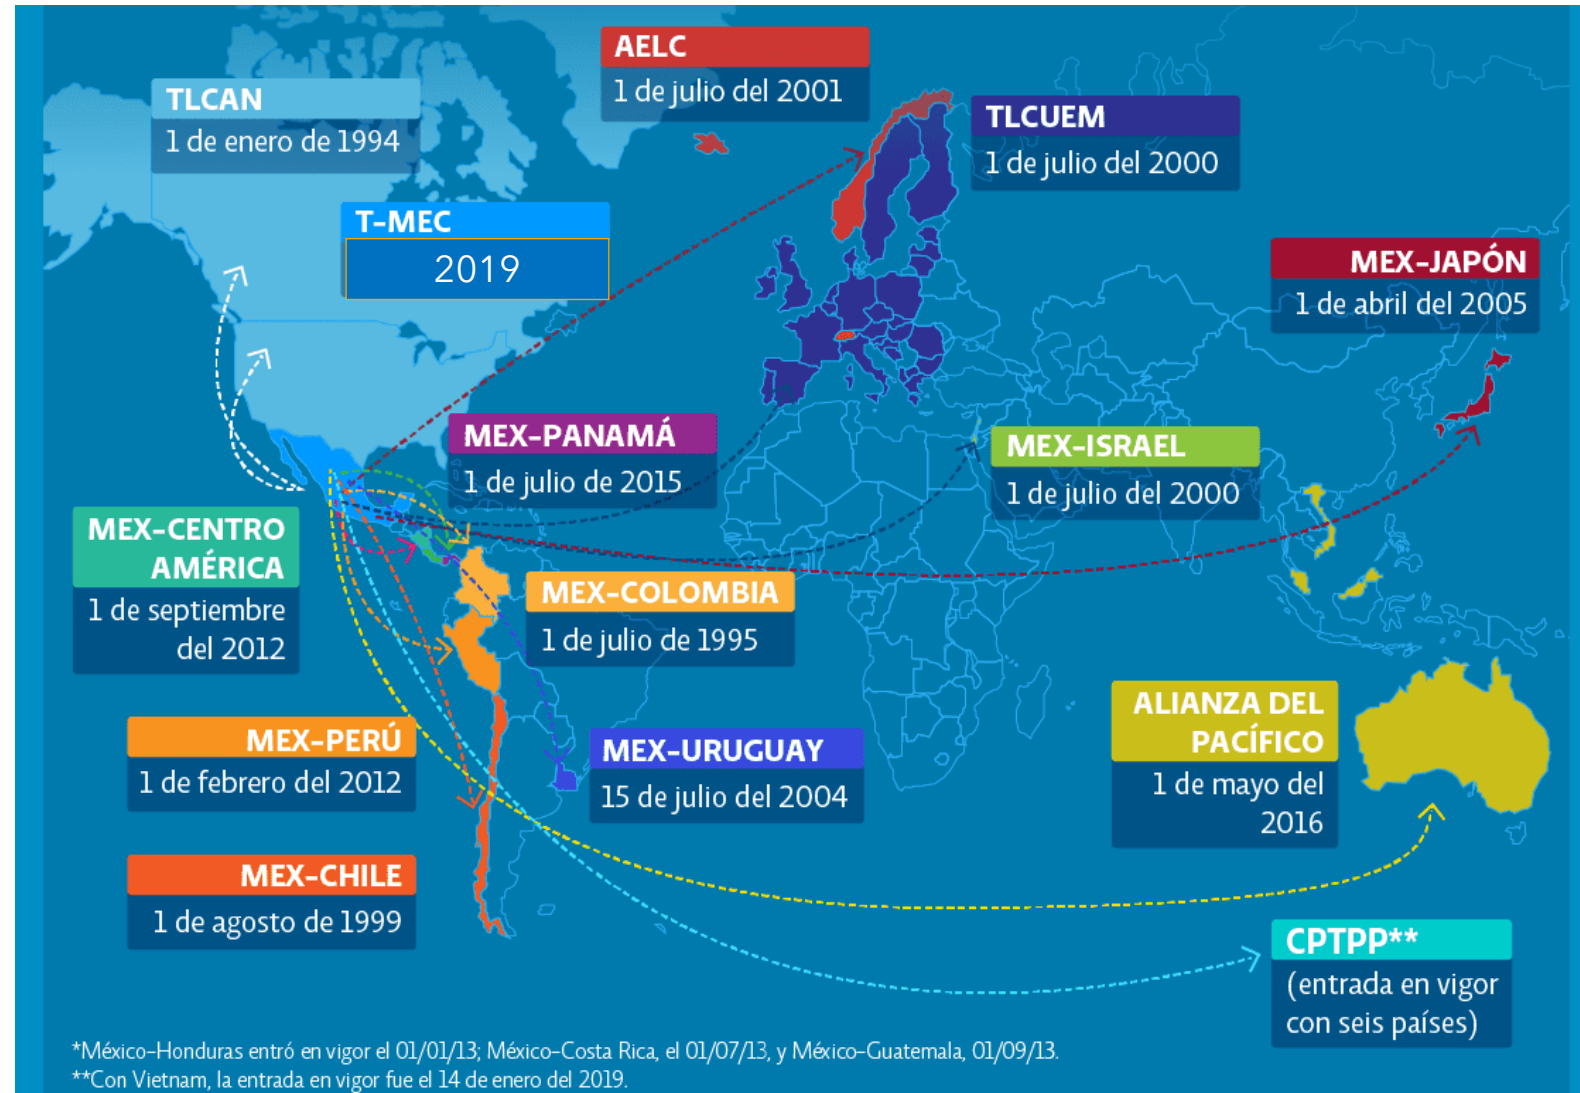 AELC
1 de julio del 2001
TLCAN
1 de enero de 1994
TLCUEM
1 de julio del 2000
T-MEC
2019
MEX-JAPÓN
1 de abril del 2005
MEX-PANAMÁ
1 de julio de 2015
MEX-ISRAEL
1 de julio del 2000
MEX-CENTRO
AMÉRICA
1 de septiembre
del 2012
MEX-COLOMBIA
1 de julio de 1995
MEX-PERÚ
1 de febrero del 2012
MEX-URUGUAY
15 de julio del 2004
ALIANZA DEL
PACÍFICO
1 de mayo del
2016
MEX-CHILE
1 de agosto de 1999
CPTPP**
(entrada en vigor
con seis países)
*México-Honduras entró en vigor el 01/01/13; México-Costa Rica, el 01/07/13, y México-Guatemala, 01/09/13.
**Con Vietnam, la entrada en vigor fue el 14 de enero del 2019.